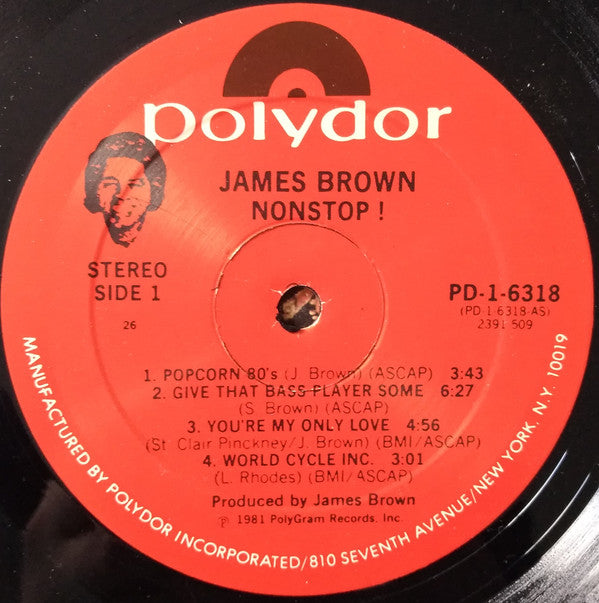 polydor
JAMES BROWN
NONSTOP !
STEREO
SIDE 1
26
PD-1-6318
(PD-1-6318-AS)
2391 509
1. POPCORN 80's (J. Brown) (ASCAP) 3:43
2. GIVE THAT BASS PLAYER SOME 6:27
(S. Brown) (ASCAP)
3. YOU'RE MY ONLY LOVE 4:56
(St. Clair Pinckney/J. Brown) (BMI/ASCAP)
4. WORLD CYCLE INC. 3:01
(L. Rhodes) (BMI/ASCAP)
Produced by James Brown
℗ 1981 PolyGram Records, Inc.
MANUFACTURED BY POLYDOR INCORPORATED/810 SEVENTH AVENUE/NEW YORK, N.Y. 10019